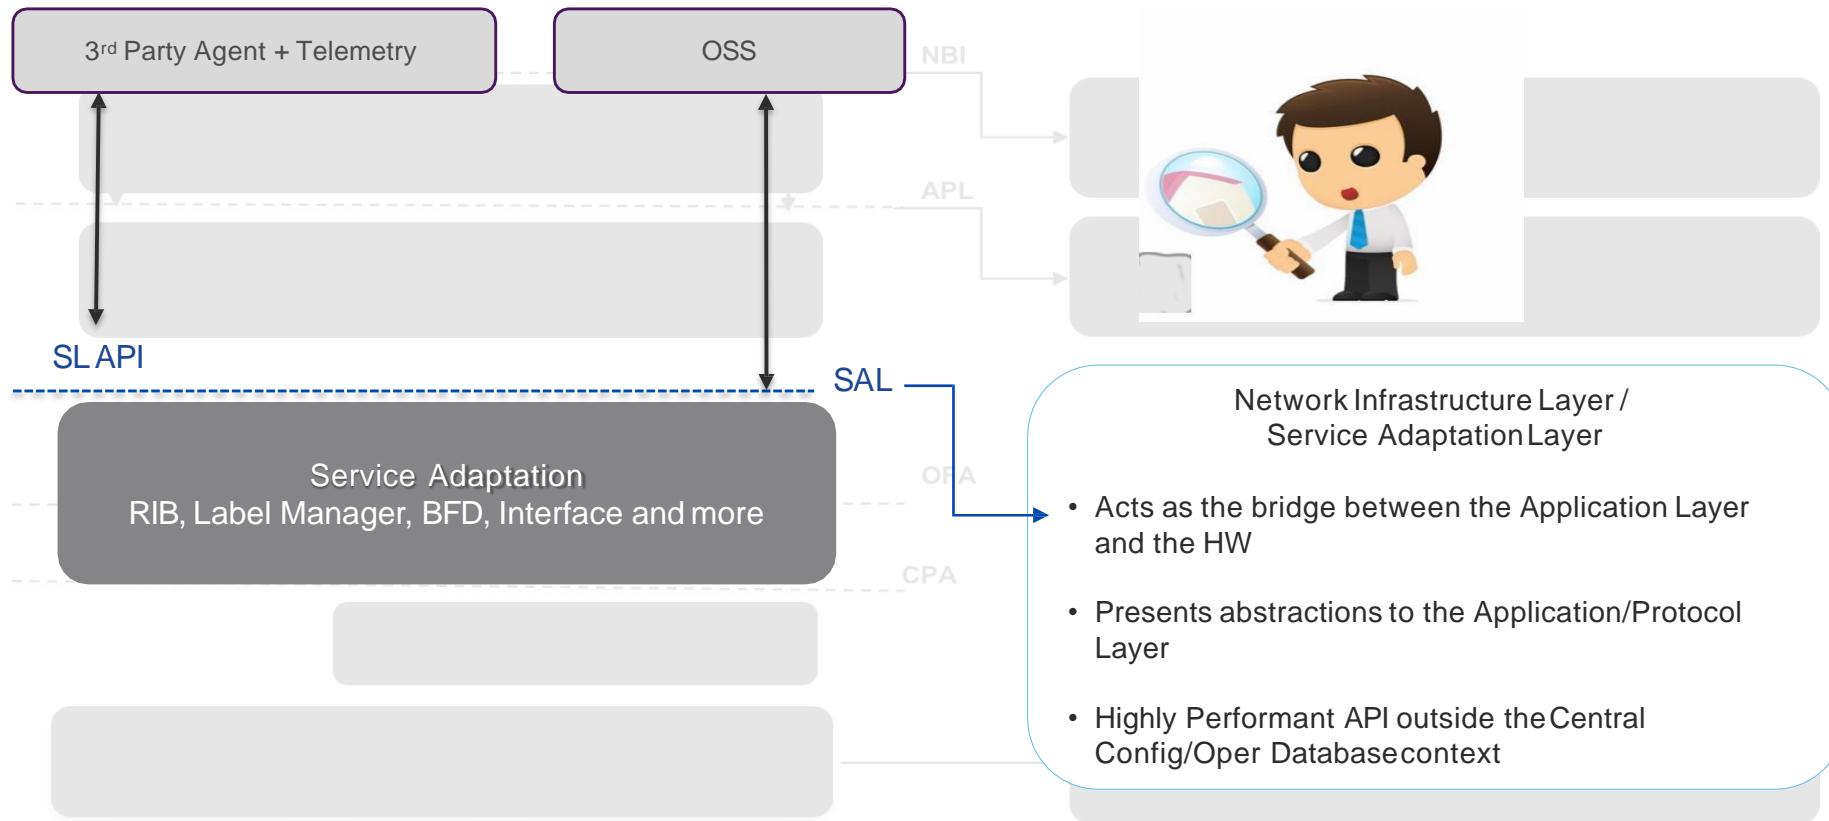 3rd Party Agent + Telemetry
OSS
NBI
APL
SL API
SAL
Service Adaptation
RIB, Label Manager, BFD, Interface and more
OFA
CPA
Network Infrastructure Layer /
Service Adaptation Layer
• Acts as the bridge between the Application Layer
and the HW
• Presents abstractions to the Application/Protocol
Layer
• Highly Performant API outside the Central
Config/Oper Database context